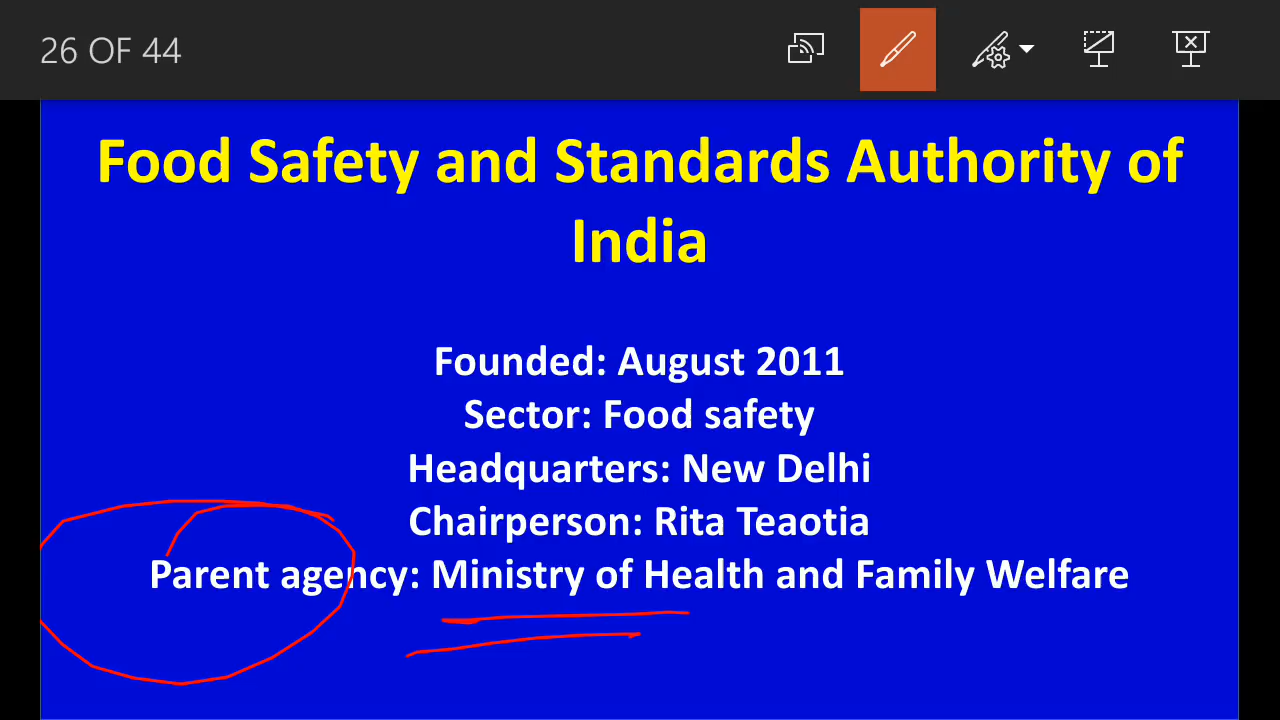 26 OF 44
Food Safety and Standards Authority of
India
Founded: August 2011
Sector: Food safety
Headquarters: New Delhi
Chairperson: Rita Teaotia
Parent agency: Ministry of Health and Family Welfare